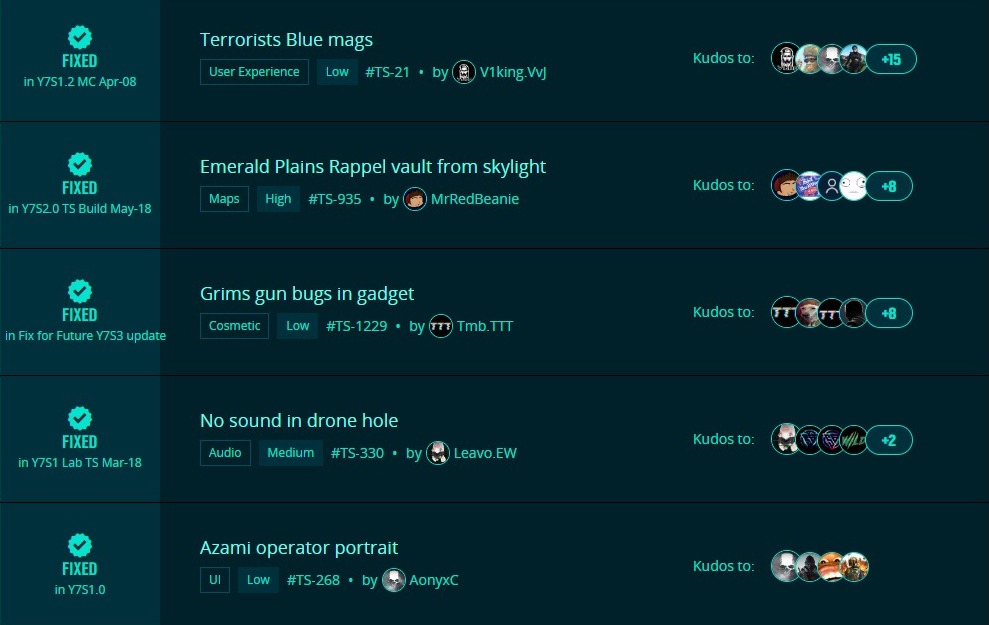 FIXED
in Y7S1.2 MC Apr-08
Terrorists Blue mags
User Experience Low #TS-21 • by V1king.VvJ
Kudos to: +15
FIXED
in Y7S2.0 TS Build May-18
Emerald Plains Rappel vault from skylight
Maps High #TS-935 • by MrRedBeanie
Kudos to: +8
FIXED
in Fix for Future Y7S3 update
Grims gun bugs in gadget
Cosmetic Low #TS-1229 • by Tmb.TTT
Kudos to: +8
FIXED
in Y7S1 Lab TS Mar-18
No sound in drone hole
Audio Medium #TS-330 • by Leavo.EW
Kudos to: +2
FIXED
in Y7S1.0
Azami operator portrait
UI Low #TS-268 • by AonyxC
Kudos to: